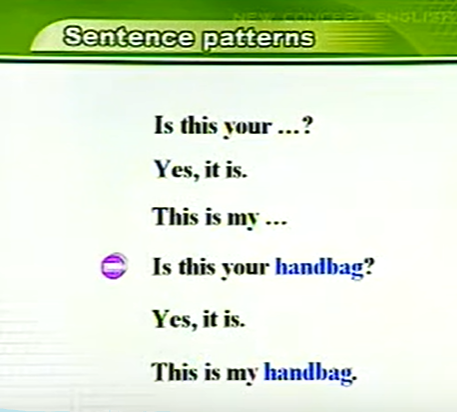 NEW CONCEPT ENGLISH
Sentence patterns
Is this your ...?
Yes, it is.
This is my ...
Is this your handbag?
Yes, it is.
This is my handbag.